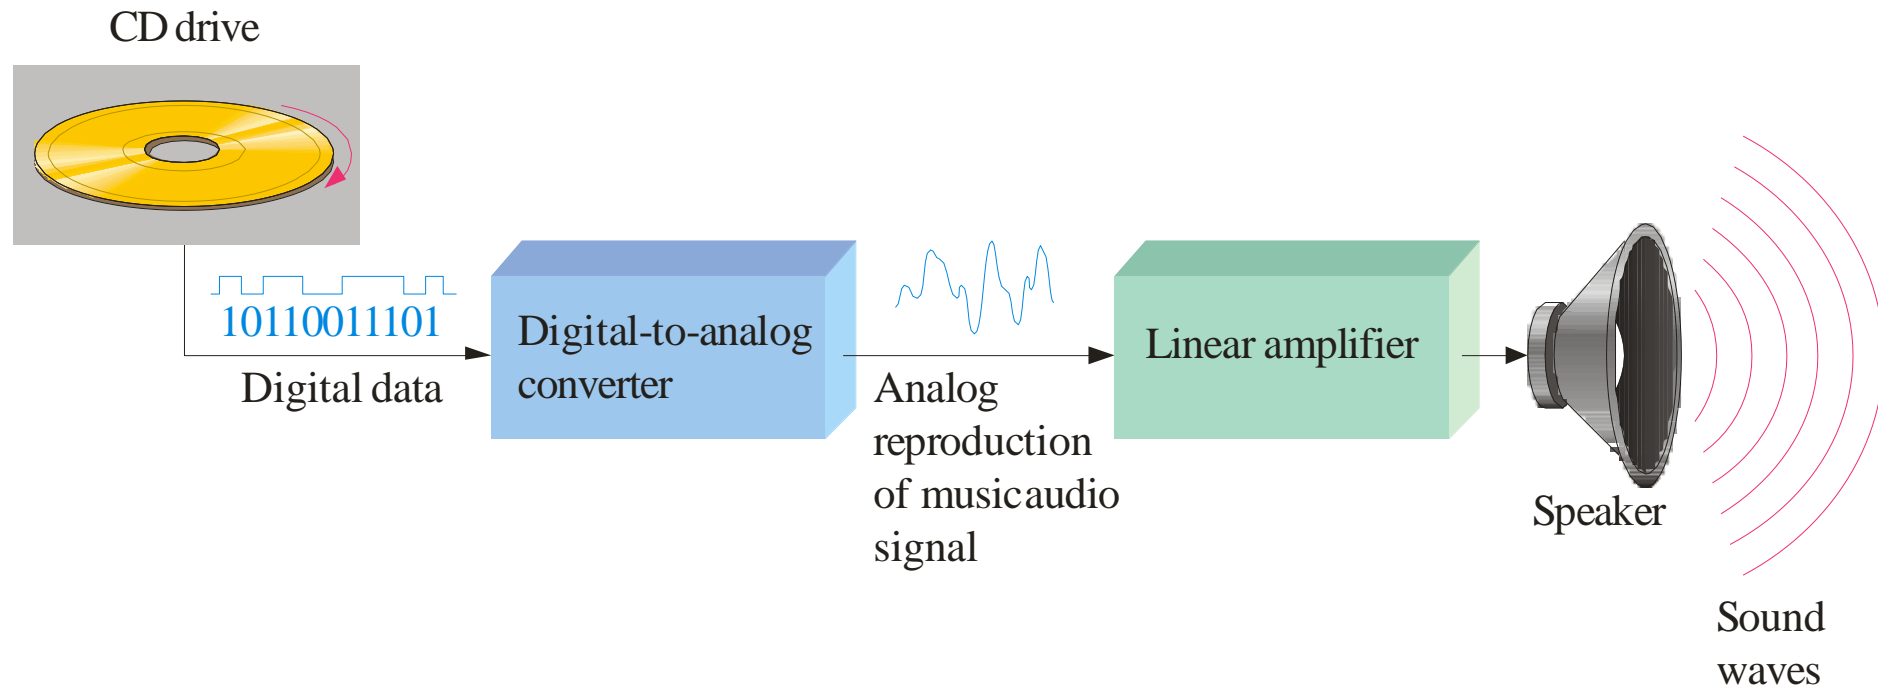 CD drive
10110011101
Digital data
Digital-to-analog
converter
Analog
reproduction
of music audio
signal
Linear amplifier
Speaker
Sound
waves